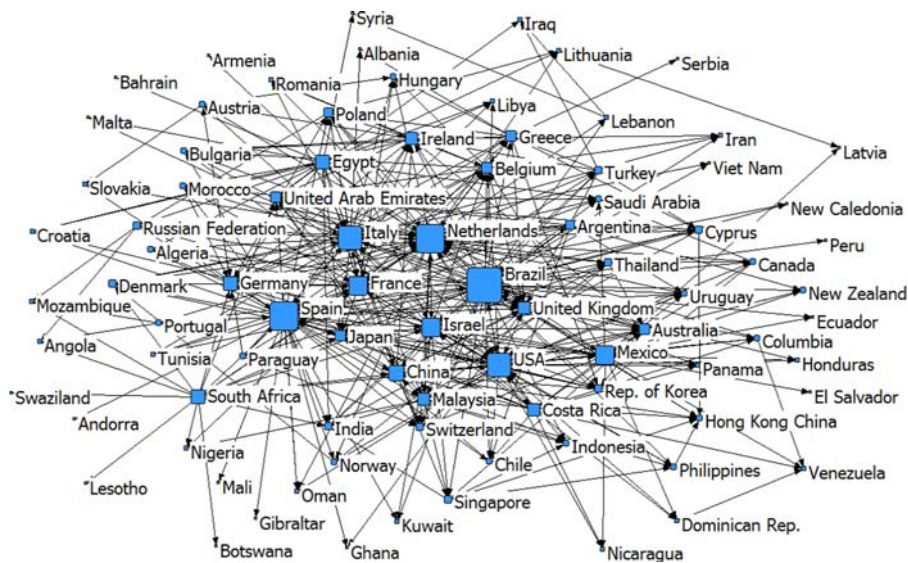 Syria
Iraq
Armenia
Albania
Lithuania
Serbia
Bahrain
Romania
Hungary
Austria
Libya
Malta
Poland
Lebanon
Ireland
Greece
Iran
Bulgaria
Egypt
Belgium
Latvia
Turkey
Viet Nam
Slovakia
Morocco
United Arab Emirates
Saudi Arabia
New Caledonia
Croatia
Russian Federation
Italy
Netherlands
Argentina
Cyprus
Peru
Algeria
Brazil
Thailand
Canada
Denmark
Germany
France
Uruguay
New Zealand
Mozambique
Spain
United Kingdom
Ecuador
Portugal
Israel
Australia
Columbia
Angola
Japan
Tunisia
Paraguay
USA
Mexico
Honduras
China
Panama
Swaziland
South Africa
Malaysia
Rep. of Korea
El Salvador
Andorra
Costa Rica
Hong Kong China
India
Switzerland
Nigeria
Indonesia
Norway
Chile
Philippines
Venezuela
Lesotho
Mali
Oman
Singapore
Gibraltar
Kuwait
Dominican Rep.
Botswana
Ghana
Nicaragua